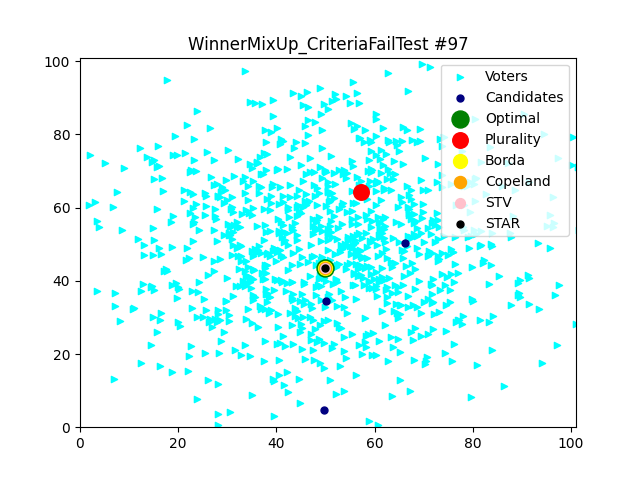 WinnerMixUp_CriteriaFailTest #97
100
80
60
40
20
0
0
20
40
60
80
100
Voters
Candidates
Optimal
Plurality
Borda
Copeland
STV
STAR